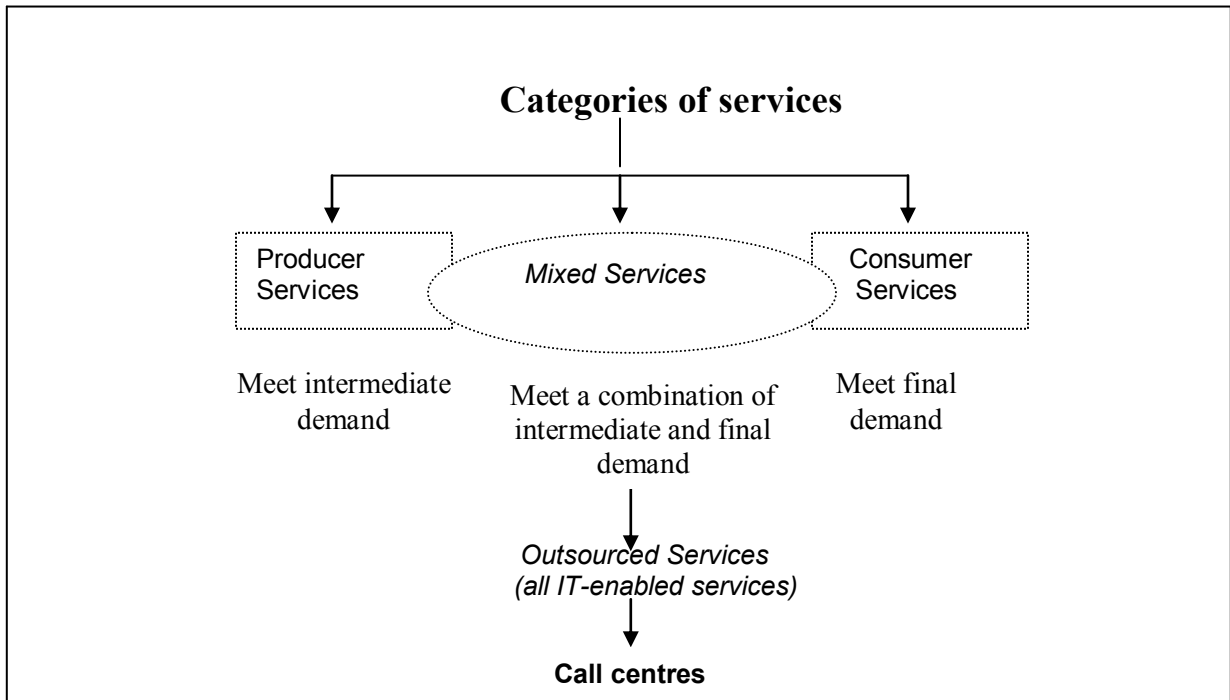 Categories of services
Producer
Services
Mixed Services
Consumer
Services
Meet intermediate
demand
Meet a combination of
intermediate and final
demand
Meet final
demand
Outsourced Services
(all IT-enabled services)
Call centres